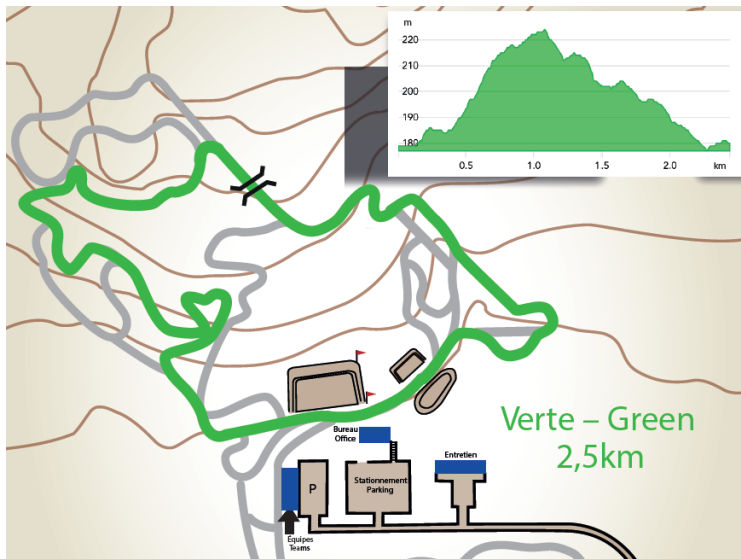 m
220
210
200
190
180
0.5
1.0
1.5
2.0
km
Verte – Green
2,5km
Bureau
Office
Entretien
Stationnement
Parking
P
Équipes
Teams